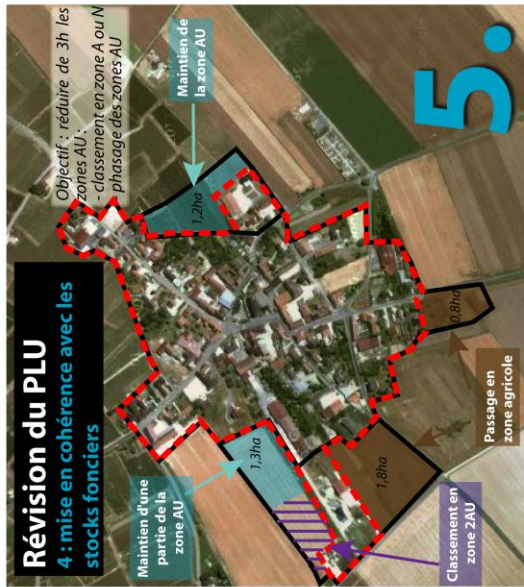 Révision du PLU
4 : mise en cohérence avec les
stocks fonciers
Objectif : réduire de 3h les
zones AU :
- classement en zone A ou N
phasage des zones AU
Maintien de
la zone AU
1,2ha
Maintien d'une
partie de la
zone AU
1,3ha
1,8ha
0,8ha
Classement en
zone 2AU
Passage en
zone agricole
5.